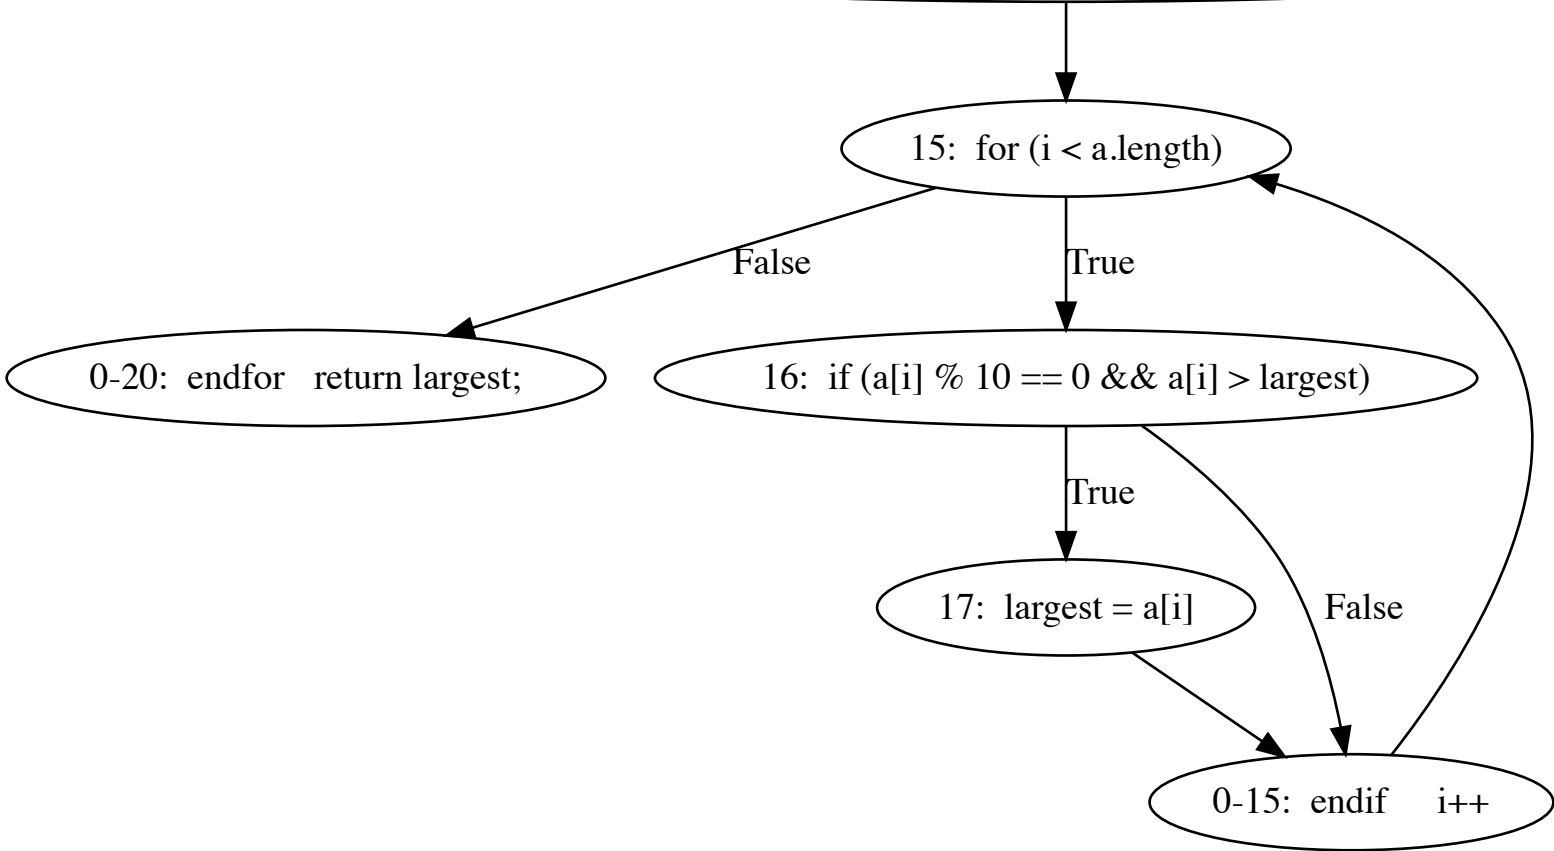 15: for (i < a.length)
False
True
0-20: endfor return largest;
16: if (a[i] % 10 == 0 && a[i] > largest)
True
17: largest = a[i]
False
0-15: endif i++